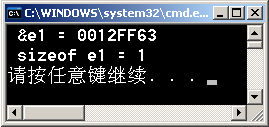 C:\WINDOWS\system32\cmd.e...
&e1 = 0012FF63
sizeof e1 = 1
请按任意键继续. . .